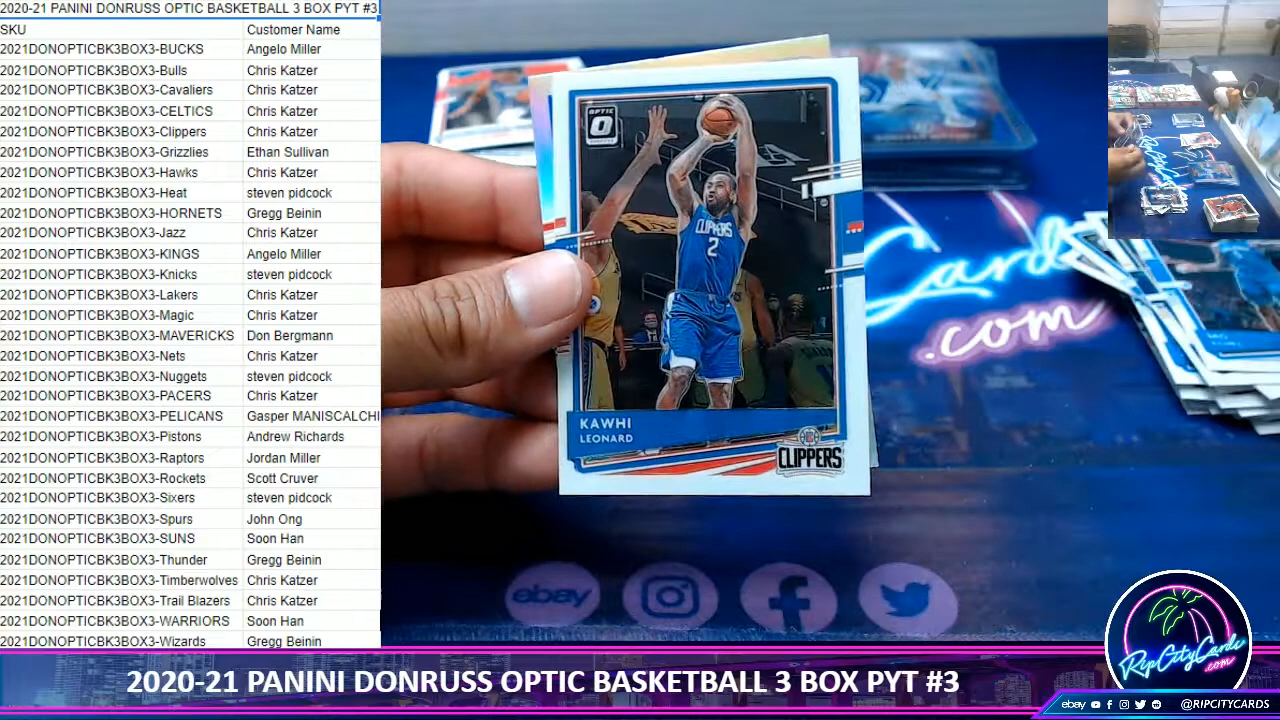 2020-21 PANINI DONRUSS OPTIC BASKETBALL 3 BOX PYT #3
SKU Customer Name
2021DONOPTICBK3BOX3-BUCKS Angelo Miller
2021DONOPTICBK3BOX3-Bulls Chris Katzer
2021DONOPTICBK3BOX3-Cavaliers Chris Katzer
2021DONOPTICBK3BOX3-CELTICS Chris Katzer
2021DONOPTICBK3BOX3-Clippers Chris Katzer
2021DONOPTICBK3BOX3-Grizzlies Ethan Sullivan
2021DONOPTICBK3BOX3-Hawks Chris Katzer
2021DONOPTICBK3BOX3-Heat steven pidcock
2021DONOPTICBK3BOX3-HORNETS Gregg Beinin
2021DONOPTICBK3BOX3-Jazz Chris Katzer
2021DONOPTICBK3BOX3-KINGS Angelo Miller
2021DONOPTICBK3BOX3-Knicks steven pidcock
2021DONOPTICBK3BOX3-Lakers Chris Katzer
2021DONOPTICBK3BOX3-Magic Chris Katzer
2021DONOPTICBK3BOX3-MAVERICKS Don Bergmann
2021DONOPTICBK3BOX3-Nets Chris Katzer
2021DONOPTICBK3BOX3-Nuggets steven pidcock
2021DONOPTICBK3BOX3-PACERS Chris Katzer
2021DONOPTICBK3BOX3-PELICANS Gasper MANISCALCHI
2021DONOPTICBK3BOX3-Pistons Andrew Richards
2021DONOPTICBK3BOX3-Raptors Jordan Miller
2021DONOPTICBK3BOX3-Rockets Scott Cruver
2021DONOPTICBK3BOX3-Sixers steven pidcock
2021DONOPTICBK3BOX3-Spurs John Ong
2021DONOPTICBK3BOX3-SUNS Soon Han
2021DONOPTICBK3BOX3-Thunder Gregg Beinin
2021DONOPTICBK3BOX3-Timberwolves Chris Katzer
2021DONOPTICBK3BOX3-Trail Blazers Chris Katzer
2021DONOPTICBK3BOX3-WARRIORS Soon Han
2021DONOPTICBK3BOX3-Wizards Gregg Beinin
OPTIC
CLIPPERS
2
KAWHI
LEONARD
CLIPPERS
Cards
.com
ebay
RipCityCards
.com
2020-21 PANINI DONRUSS OPTIC BASKETBALL 3 BOX PYT #3
ebay @RIPCITYCARDS